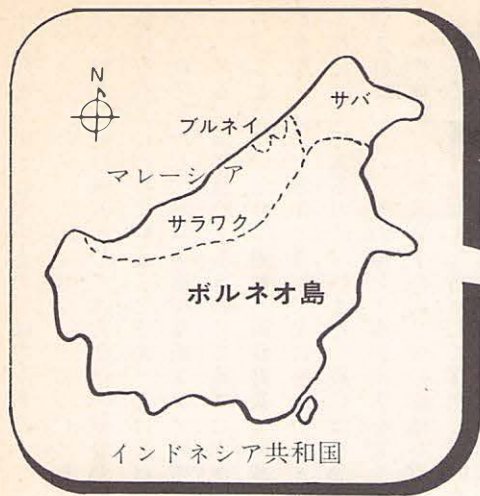 N
サバ
ブルネイ
マレーシア
サラワク
ボルネオ島
インドネシア共和国